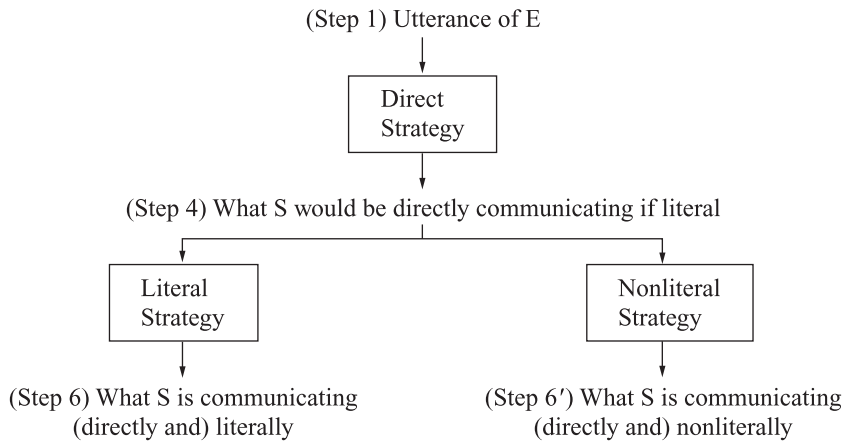 (Step 1) Utterance of E
Direct
Strategy
(Step 4) What S would be directly communicating if literal
Literal
Strategy
Nonliteral
Strategy
(Step 6) What S is communicating
(directly and) literally
(Step 6′) What S is communicating
(directly and) nonliterally